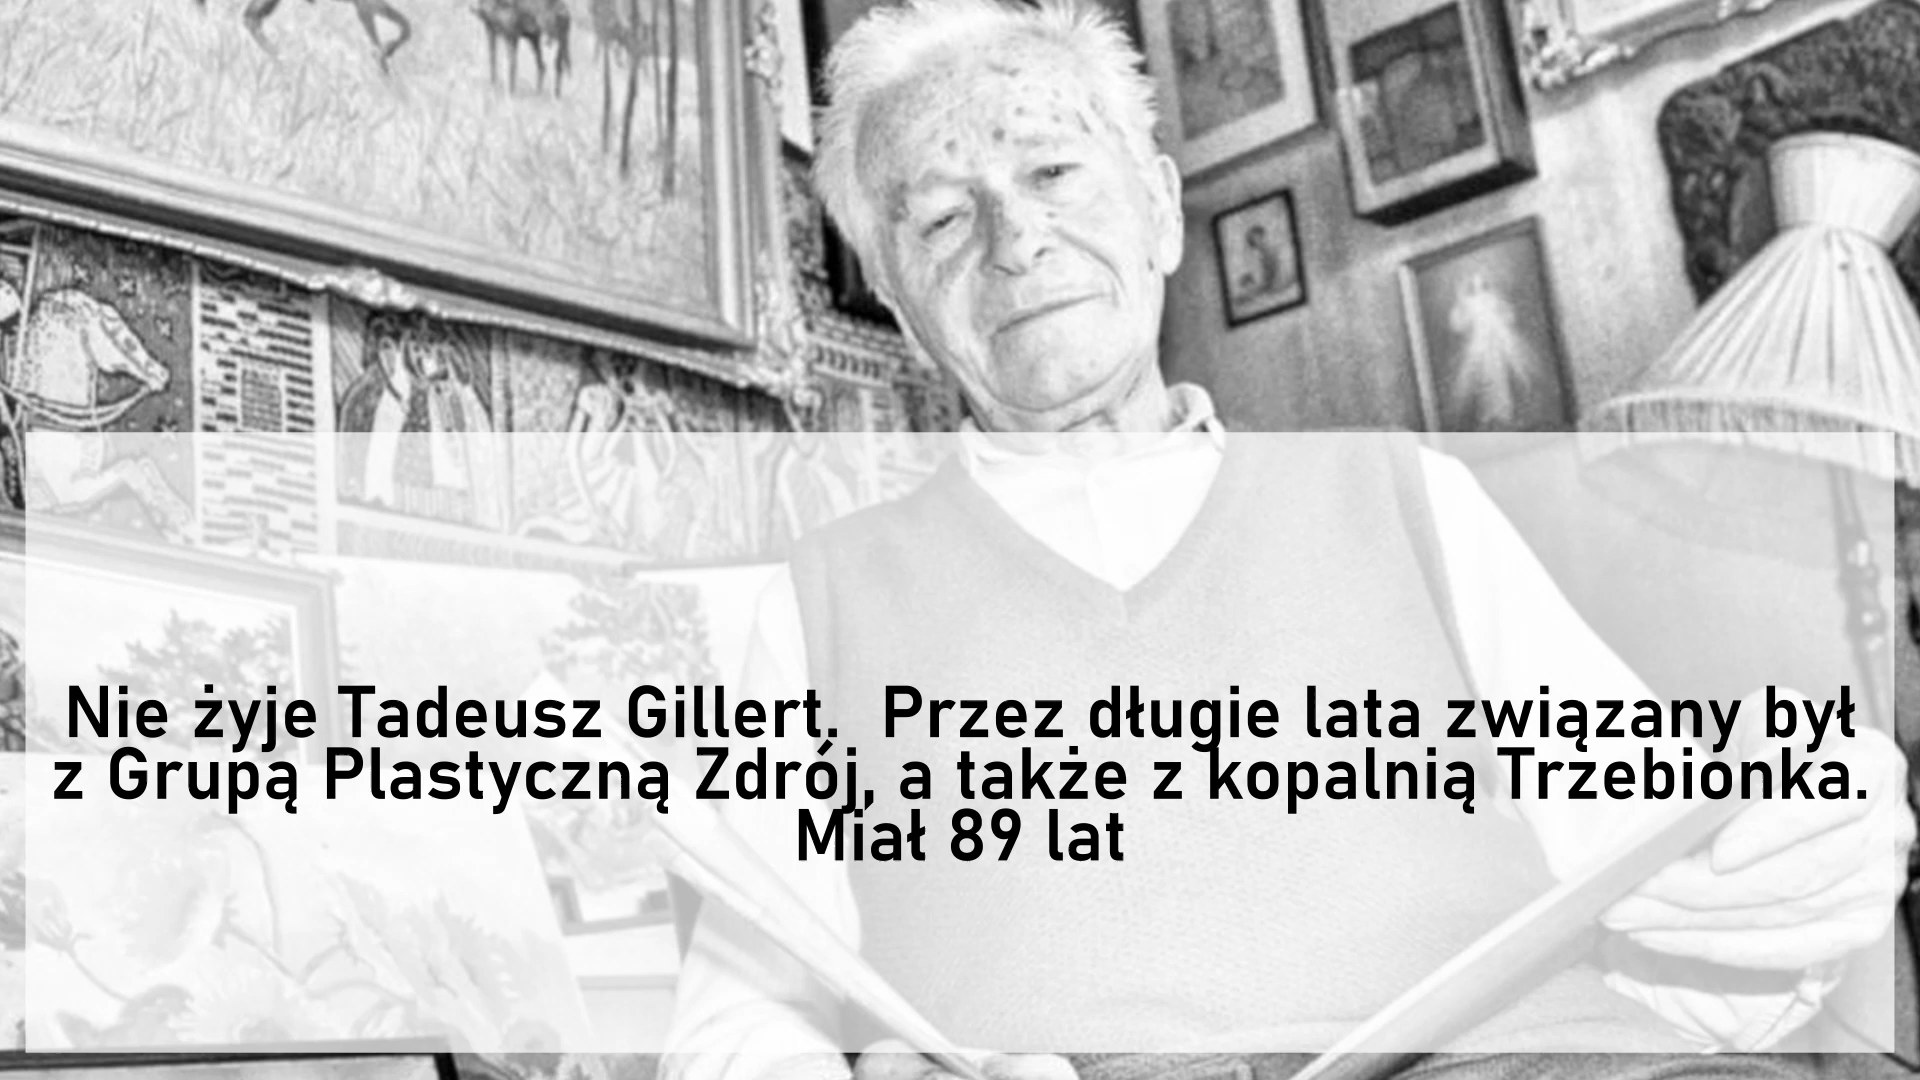 Nie żyje Tadeusz Gillert.  Przez długie lata związany był
z Grupą Plastyczną Zdrój, a także z kopalnią Trzebionka.
Miał 89 lat